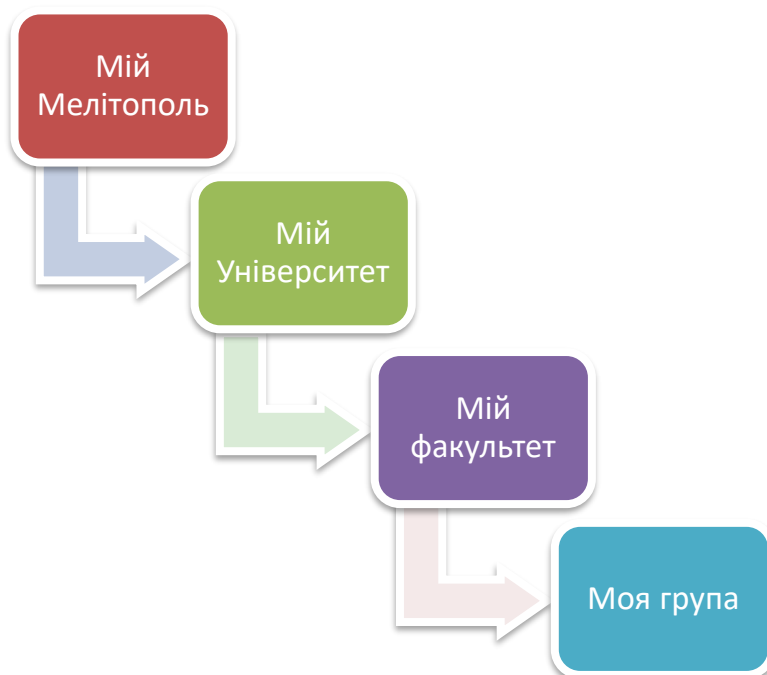 Мій
Мелітополь
Мій
Університет
Мій
факультет
Моя група